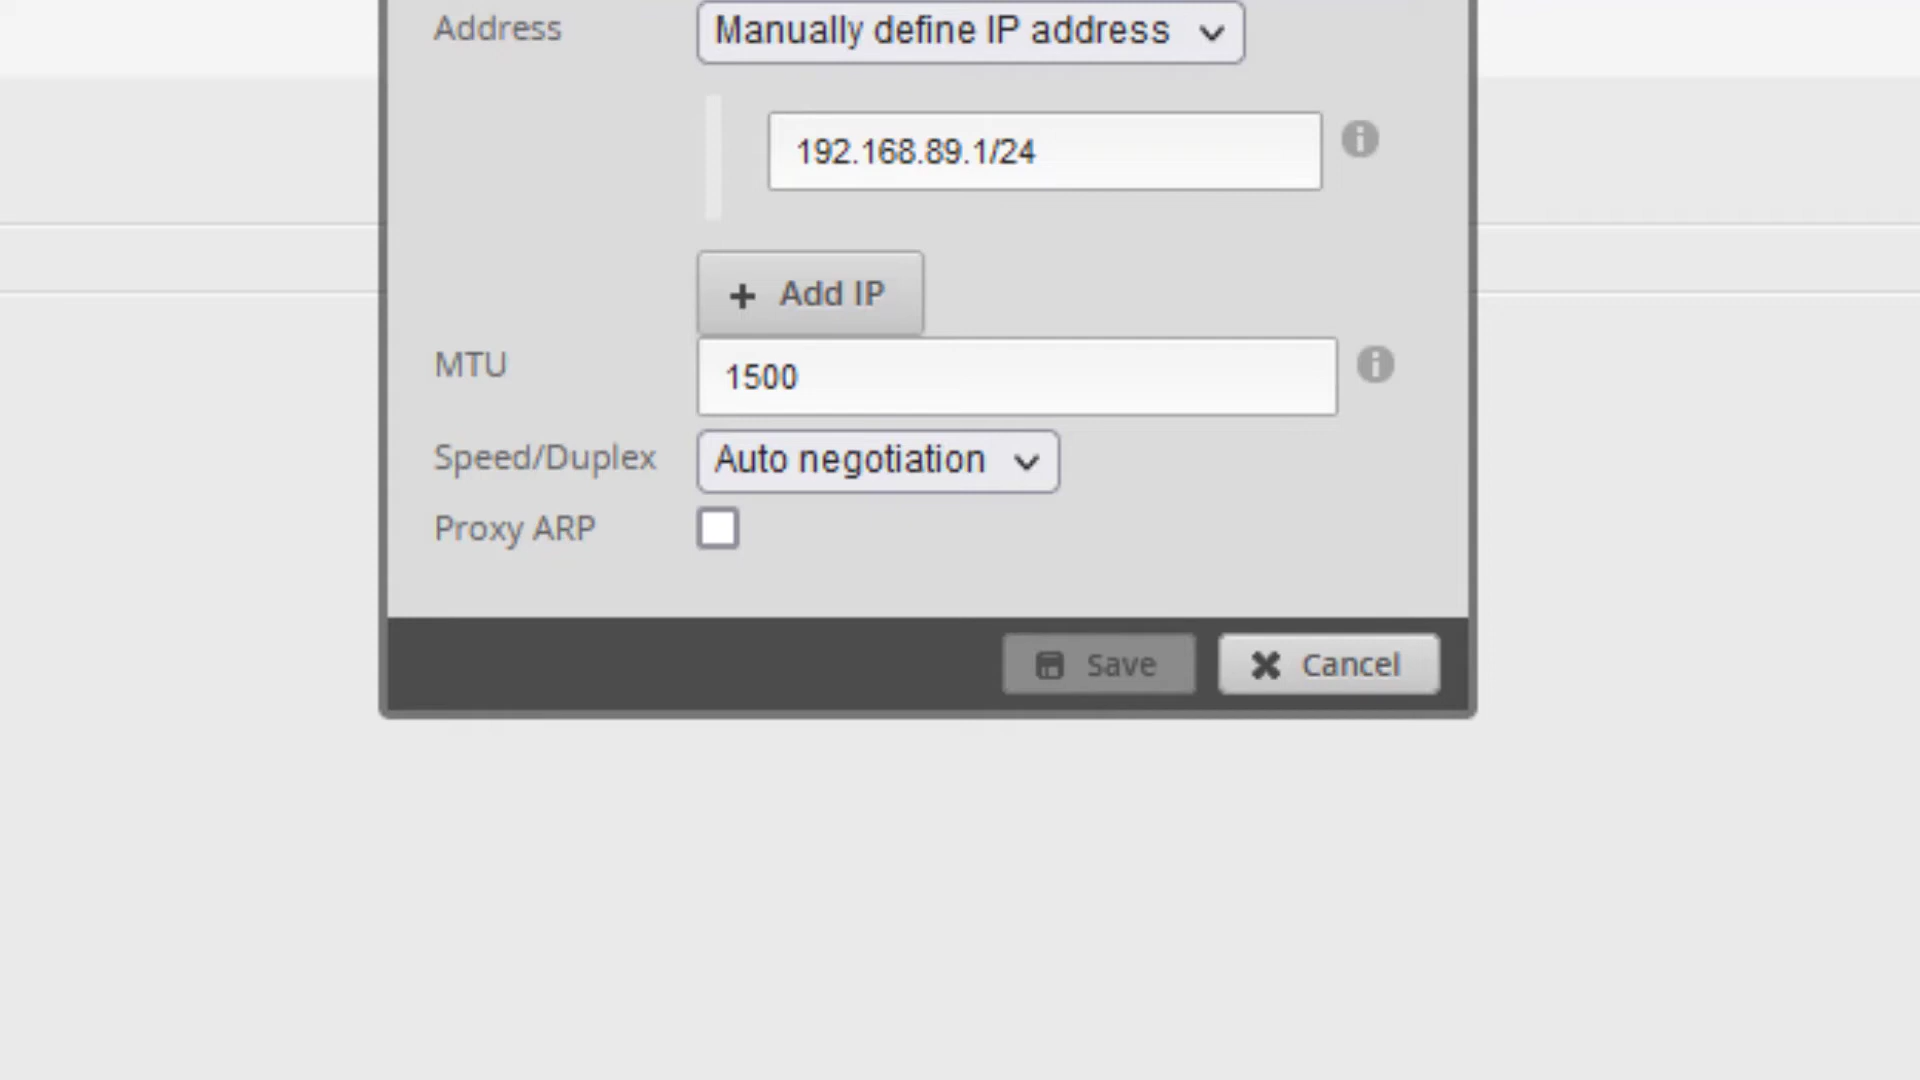 Address Manually define IP address
192.168.89.1/24
+ Add IP
MTU 1500
Speed/Duplex Auto negotiation
Proxy ARP
Save Cancel